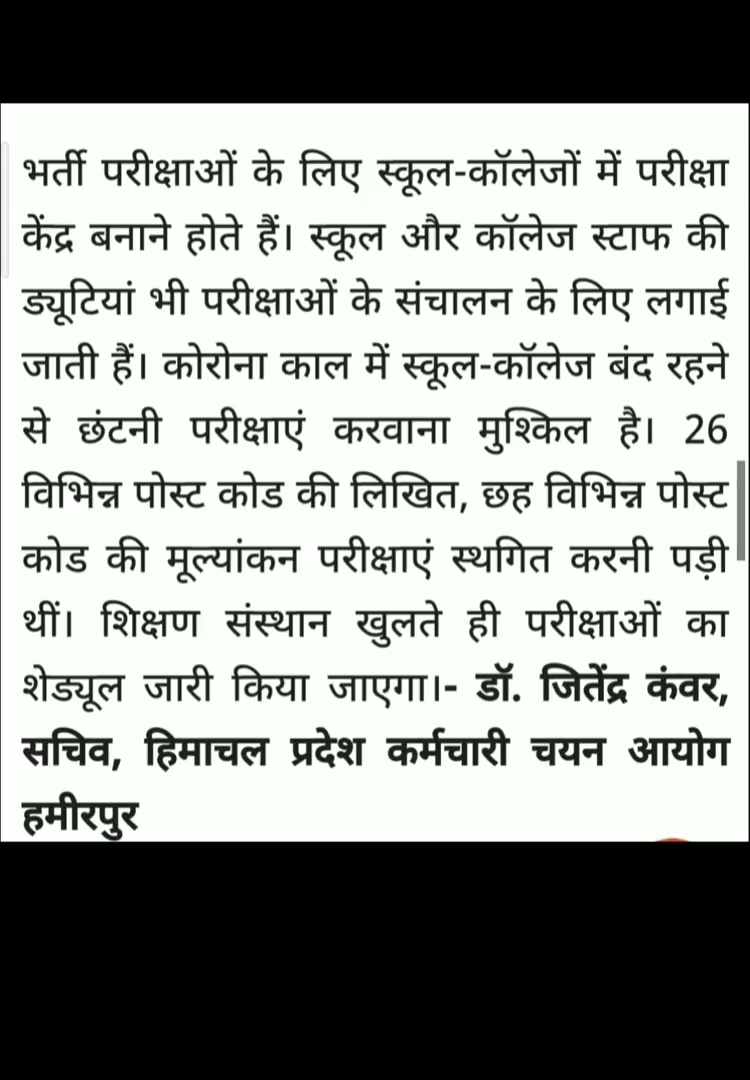 भर्ती परीक्षाओं के लिए स्कूल-कॉलेजों में परीक्षा
केंद्र बनाने होते हैं। स्कूल और कॉलेज स्टाफ की
ड्यूटियां भी परीक्षाओं के संचालन के लिए लगाई
जाती हैं। कोरोना काल में स्कूल-कॉलेज बंद रहने
से छंटनी परीक्षाएं करवाना मुश्किल है। 26
विभिन्न पोस्ट कोड की लिखित, छह विभिन्न पोस्ट
कोड की मूल्यांकन परीक्षाएं स्थगित करनी पड़ी
थीं। शिक्षण संस्थान खुलते ही परीक्षाओं का
शेड्यूल जारी किया जाएगा।- डॉ. जितेंद्र कंवर,
सचिव, हिमाचल प्रदेश कर्मचारी चयन आयोग
हमीरपुर